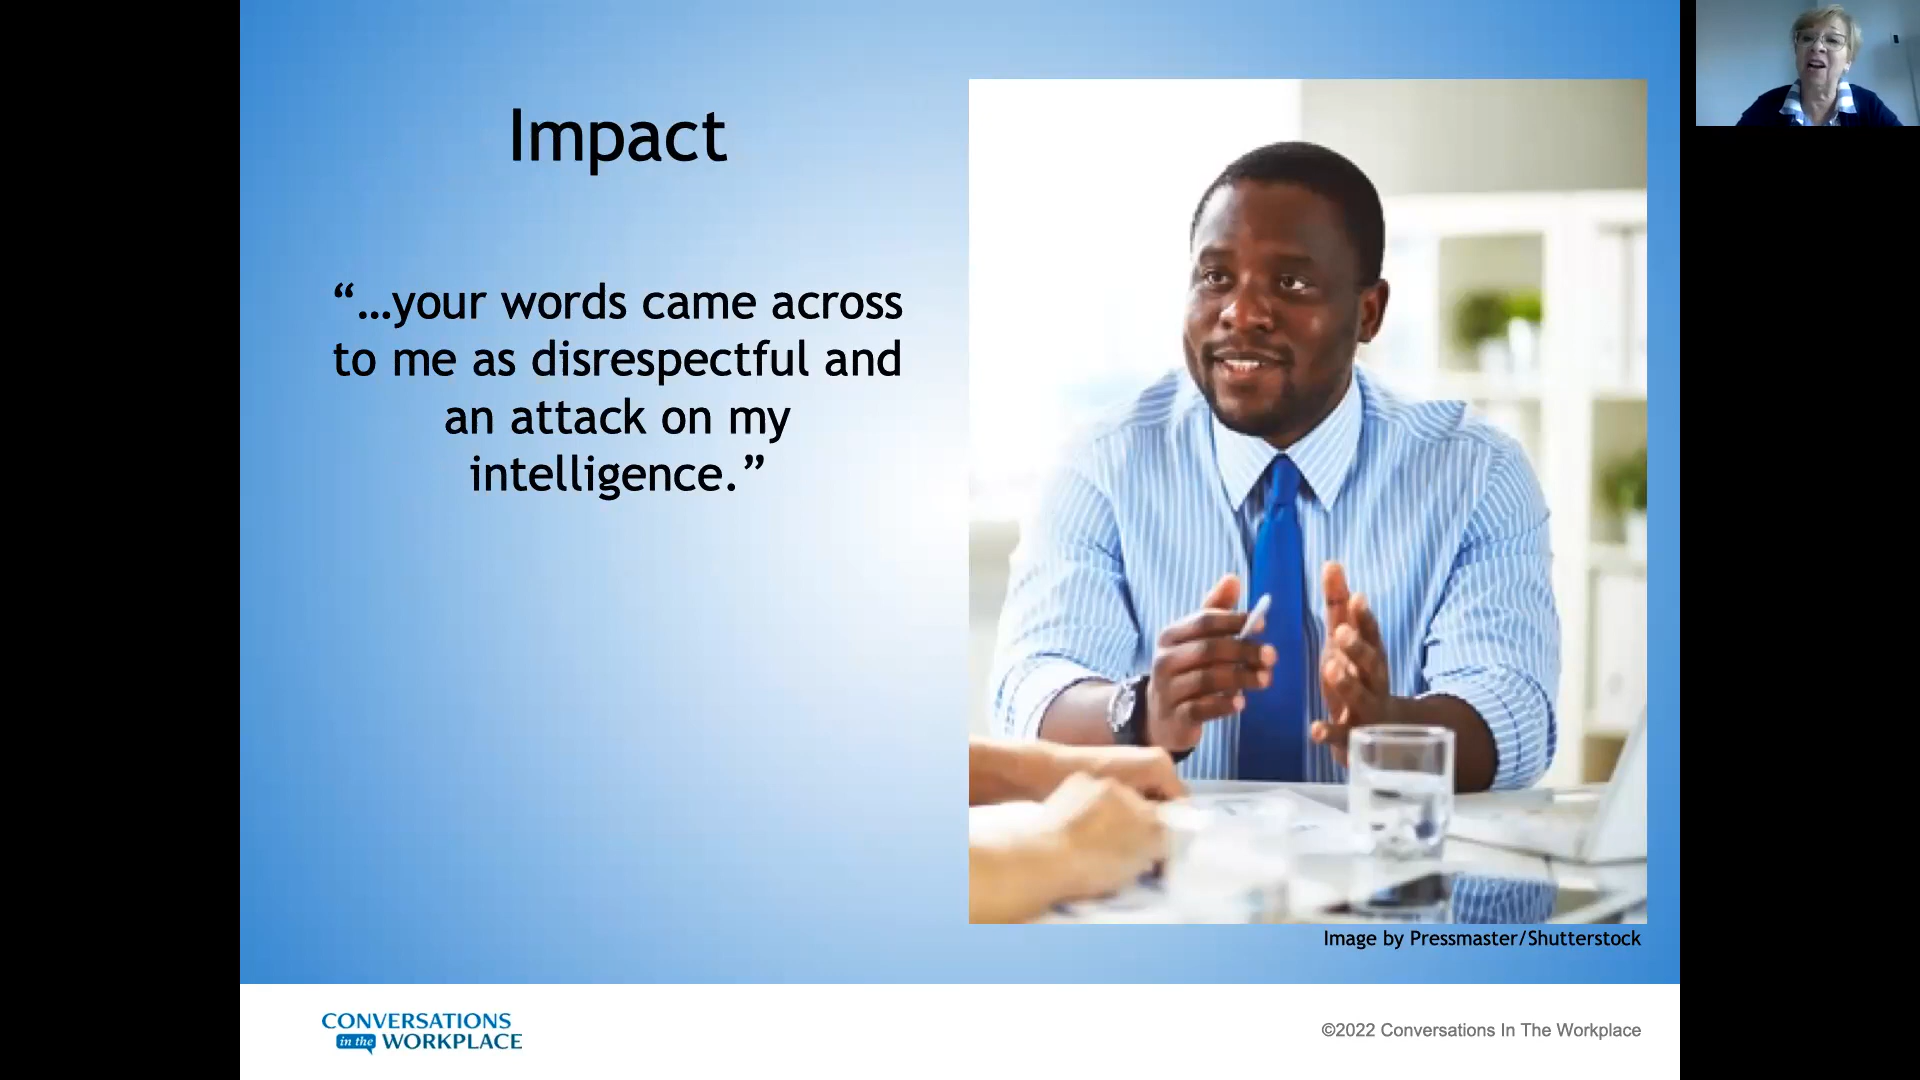 Impact
“…your words came across
to me as disrespectful and
an attack on my
intelligence.”
Image by Pressmaster/Shutterstock
CONVERSATIONS
in the WORKPLACE
©2022 Conversations In The Workplace